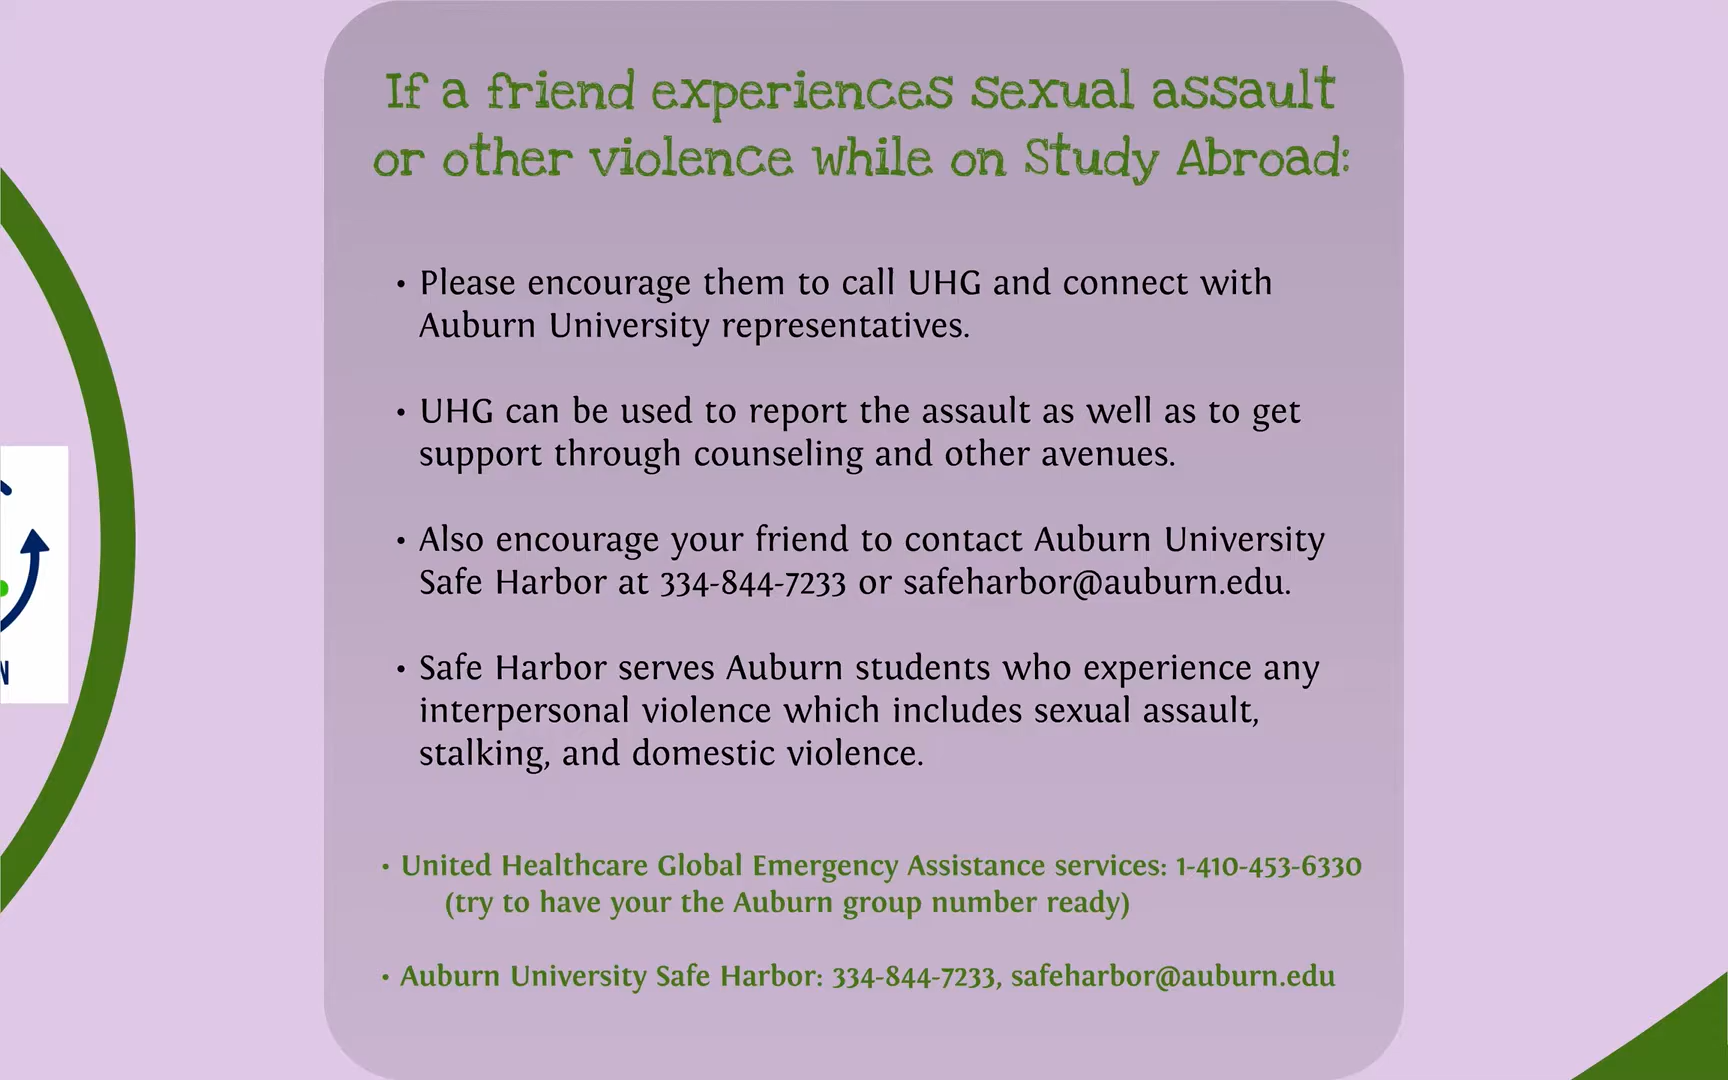 If a friend experiences sexual assault
or other violence while on Study Abroad:
• Please encourage them to call UHG and connect with
Auburn University representatives.
• UHG can be used to report the assault as well as to get
support through counseling and other avenues.
• Also encourage your friend to contact Auburn University
Safe Harbor at 334-844-7233 or safeharbor@auburn.edu.
• Safe Harbor serves Auburn students who experience any
interpersonal violence which includes sexual assault,
stalking, and domestic violence.
• United Healthcare Global Emergency Assistance services: 1-410-453-6330
(try to have your the Auburn group number ready)
• Auburn University Safe Harbor: 334-844-7233, safeharbor@auburn.edu